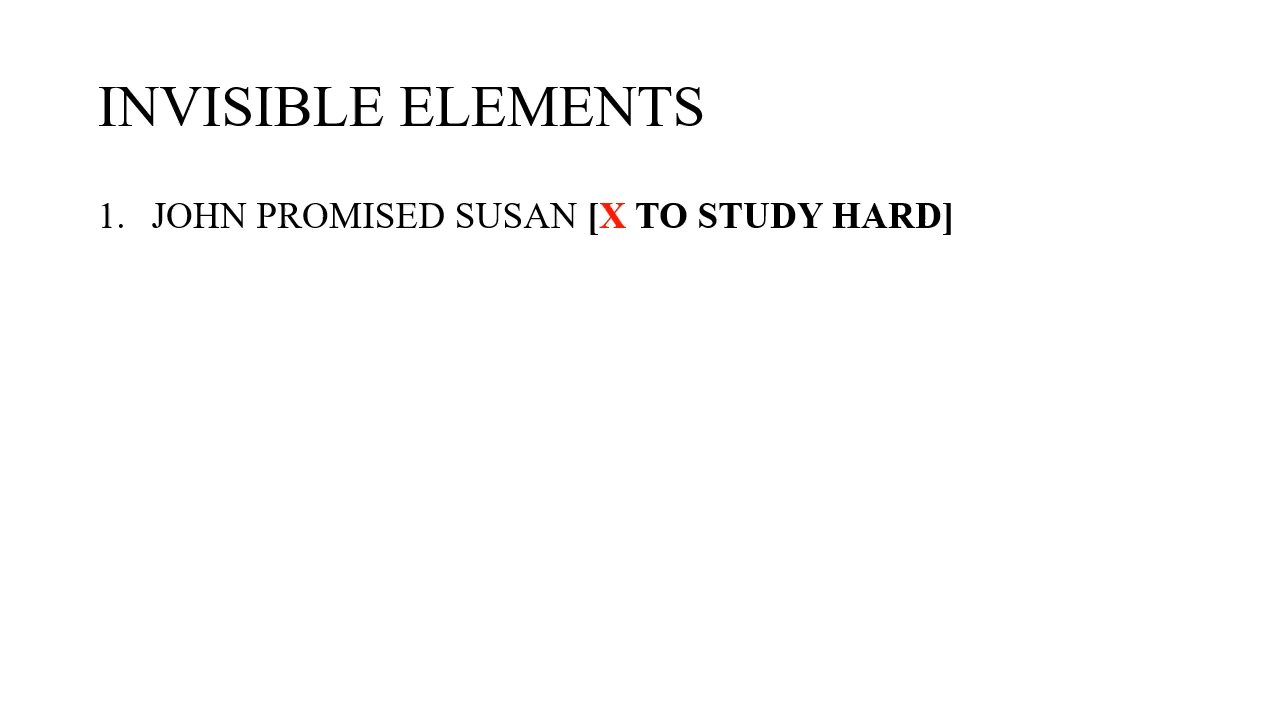 INVISIBLE ELEMENTS
1. JOHN PROMISED SUSAN [X TO STUDY HARD]